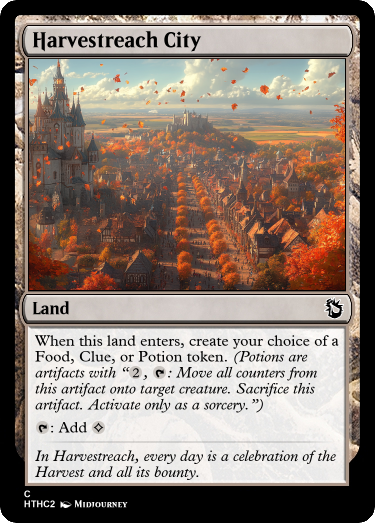 Harvestreach City
Land
When this land enters, create your choice of a
Food, Clue, or Potion token. (Potions are
artifacts with “2, : Move all counters from
this artifact onto target creature. Sacrifice this
artifact. Activate only as a sorcery.”)
: Add
In Harvestreach, every day is a celebration of the
Harvest and all its bounty.
C
HTHC2 Midjourney